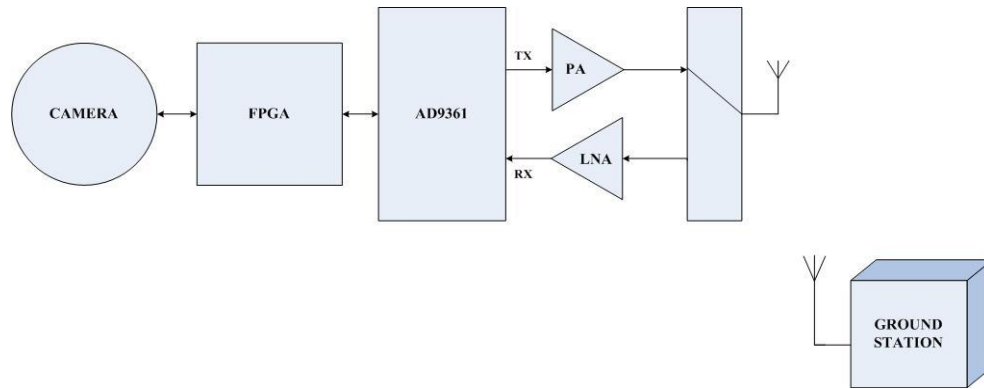 CAMERA
FPGA
AD9361
TX
PA
LNA
RX
GROUND
STATION